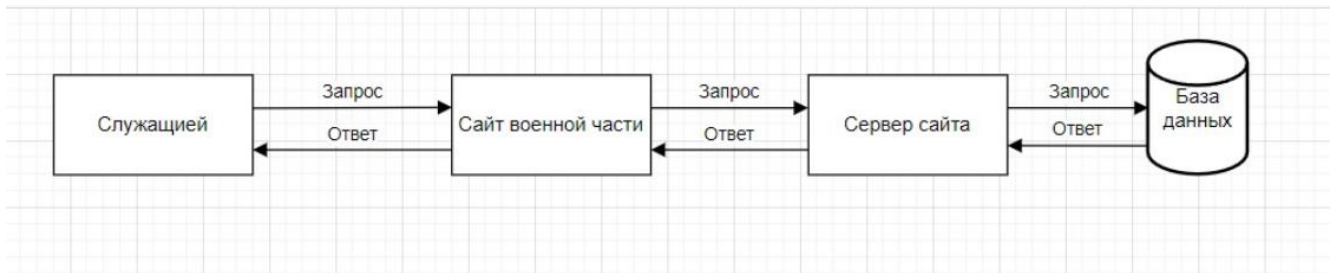 Служащией
Запрос
Ответ
Сайт военной части
Запрос
Ответ
Сервер сайта
Запрос
Ответ
База
данных